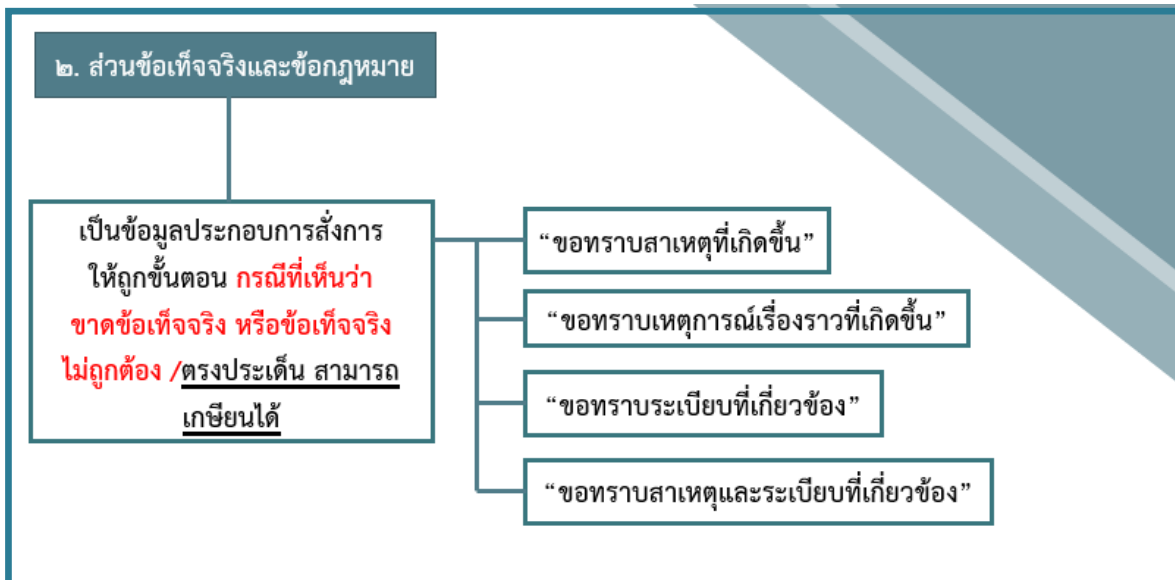 ๒. ส่วนข้อเท็จจริงและข้อกฎหมาย
เป็นข้อมูลประกอบการสั่งการ
ให้ถูกขั้นตอน กรณีที่เห็นว่า
ขาดข้อเท็จจริง หรือข้อเท็จจริง
ไม่ถูกต้อง /ตรงประเด็น สามารถ
เกษียนได้
“ขอทราบสาเหตุที่เกิดขึ้น”
“ขอทราบเหตุการณ์เรื่องราวที่เกิดขึ้น”
“ขอทราบระเบียบที่เกี่ยวข้อง”
“ขอทราบสาเหตุและระเบียบที่เกี่ยวข้อง”